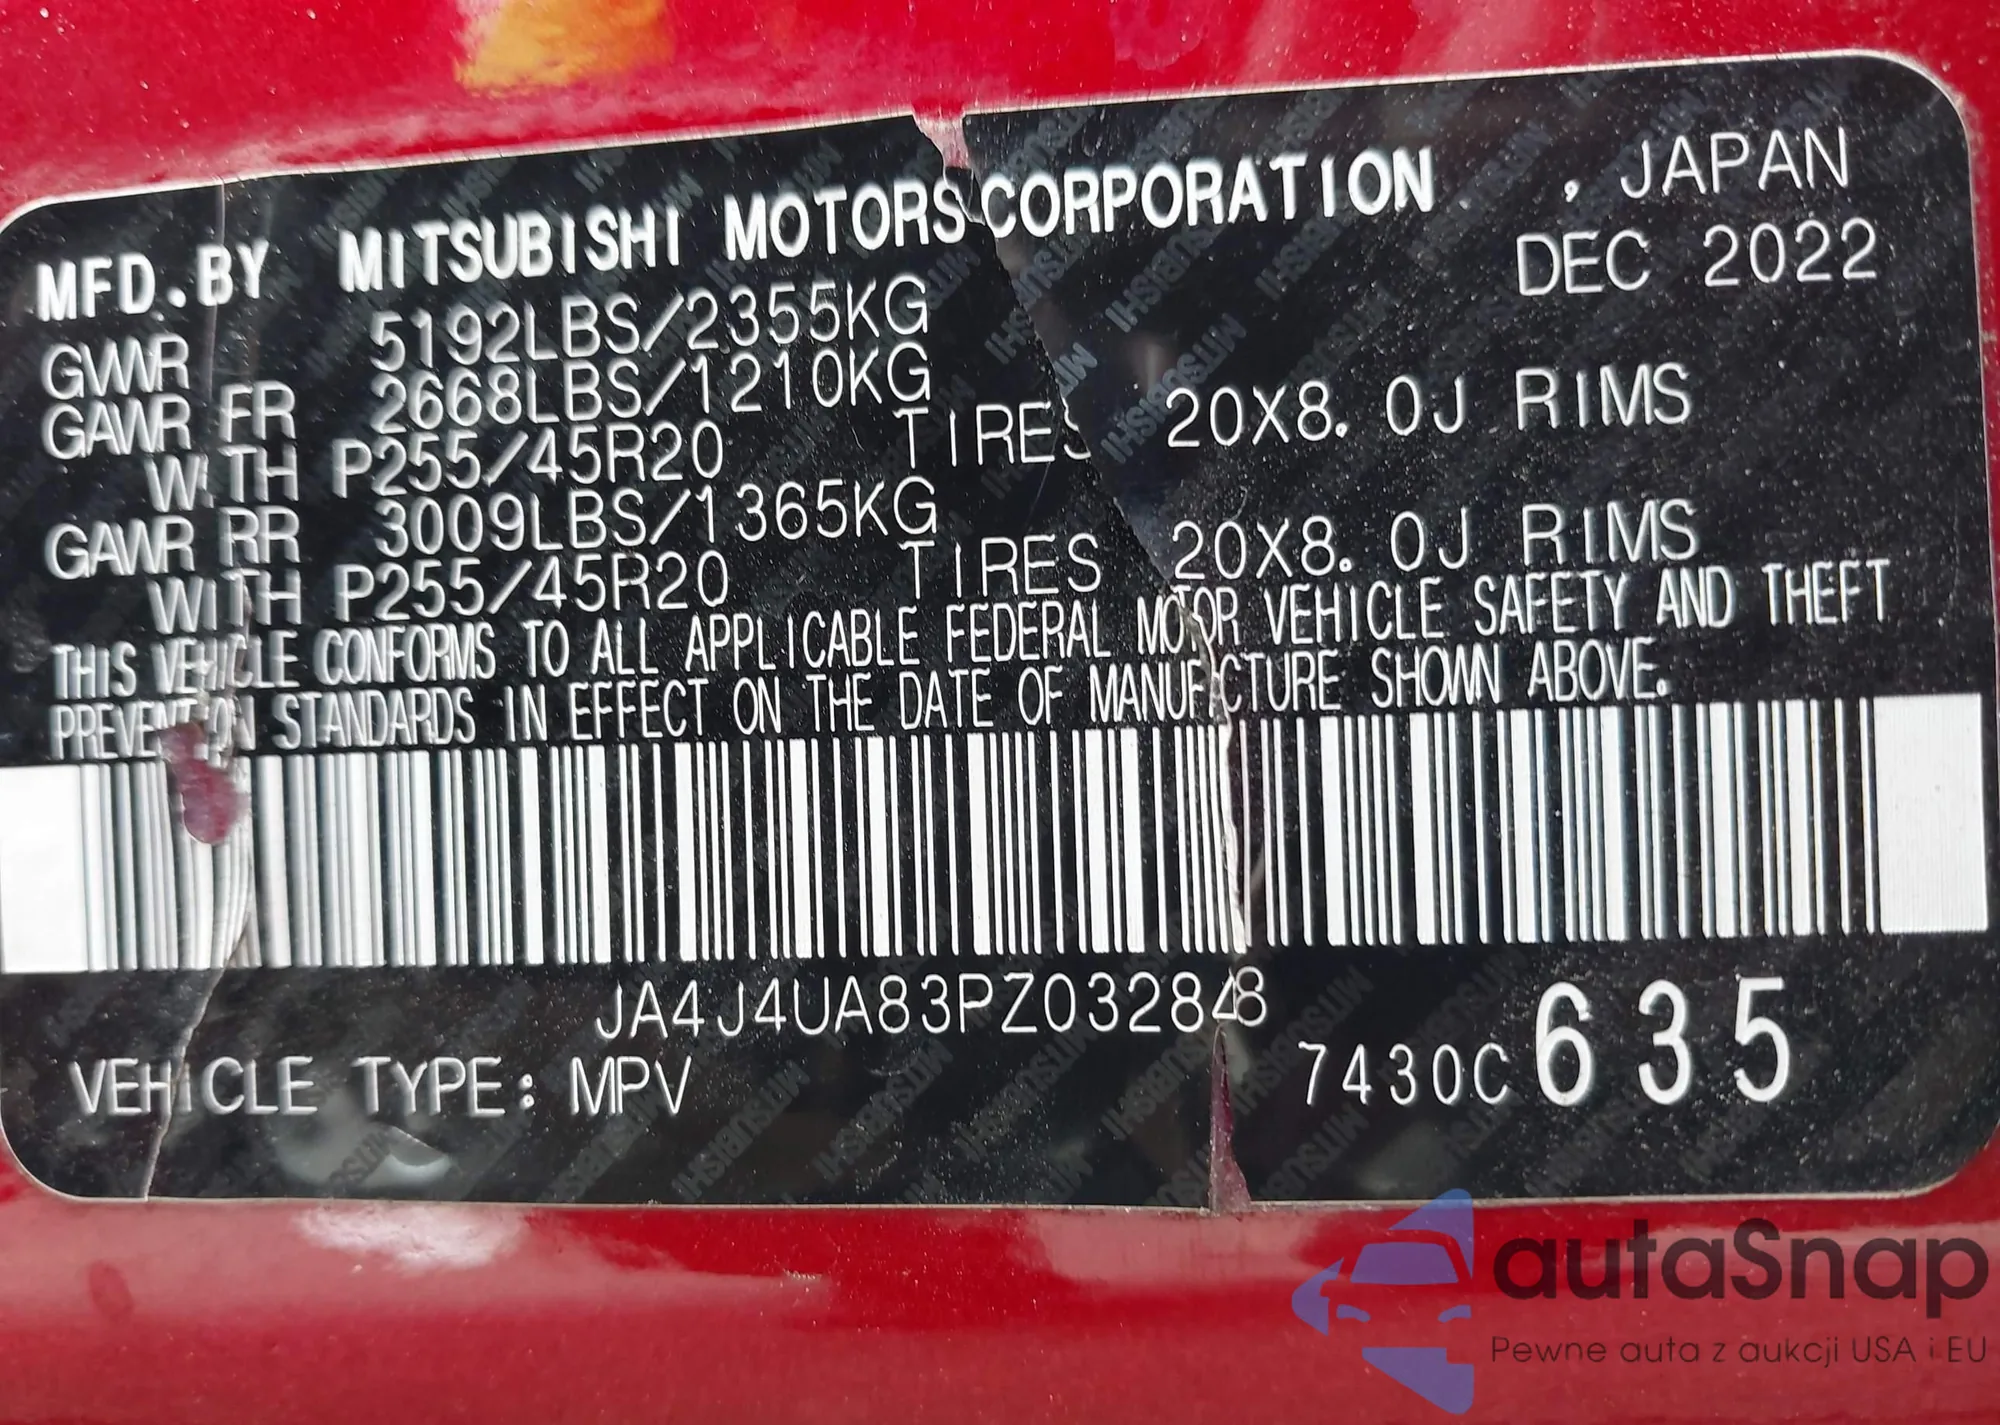 MFD.BY MITSUBISHI MOTORS CORPORATION , JAPAN
DEC 2022
GVWR 5192LBS/2355KG
GAWR FR 2668LBS/1210KG
WITH P255/45R20 TIRES 20X8.0J RIMS
GAWR RR 3009LBS/1365KG
WITH P255/45R20 TIRES 20X8.0J RIMS
THIS VEHICLE CONFORMS TO ALL APPLICABLE FEDERAL MOTOR VEHICLE SAFETY AND THEFT
PREVENTION STANDARDS IN EFFECT ON THE DATE OF MANUFACTURE SHOWN ABOVE.
JA4J4UA83PZ032848
VEHICLE TYPE: MPV 7430C 635
autaSnap
Pewne auta z aukcji USA i EU